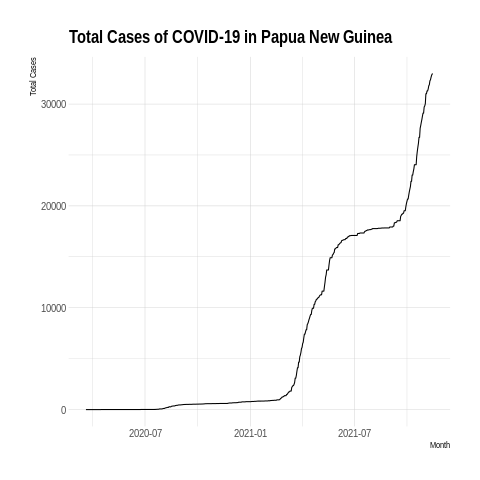 Total Cases of COVID-19 in Papua New Guinea
Total Cases
30000
20000
10000
0
2020-07 2021-01 2021-07
Month